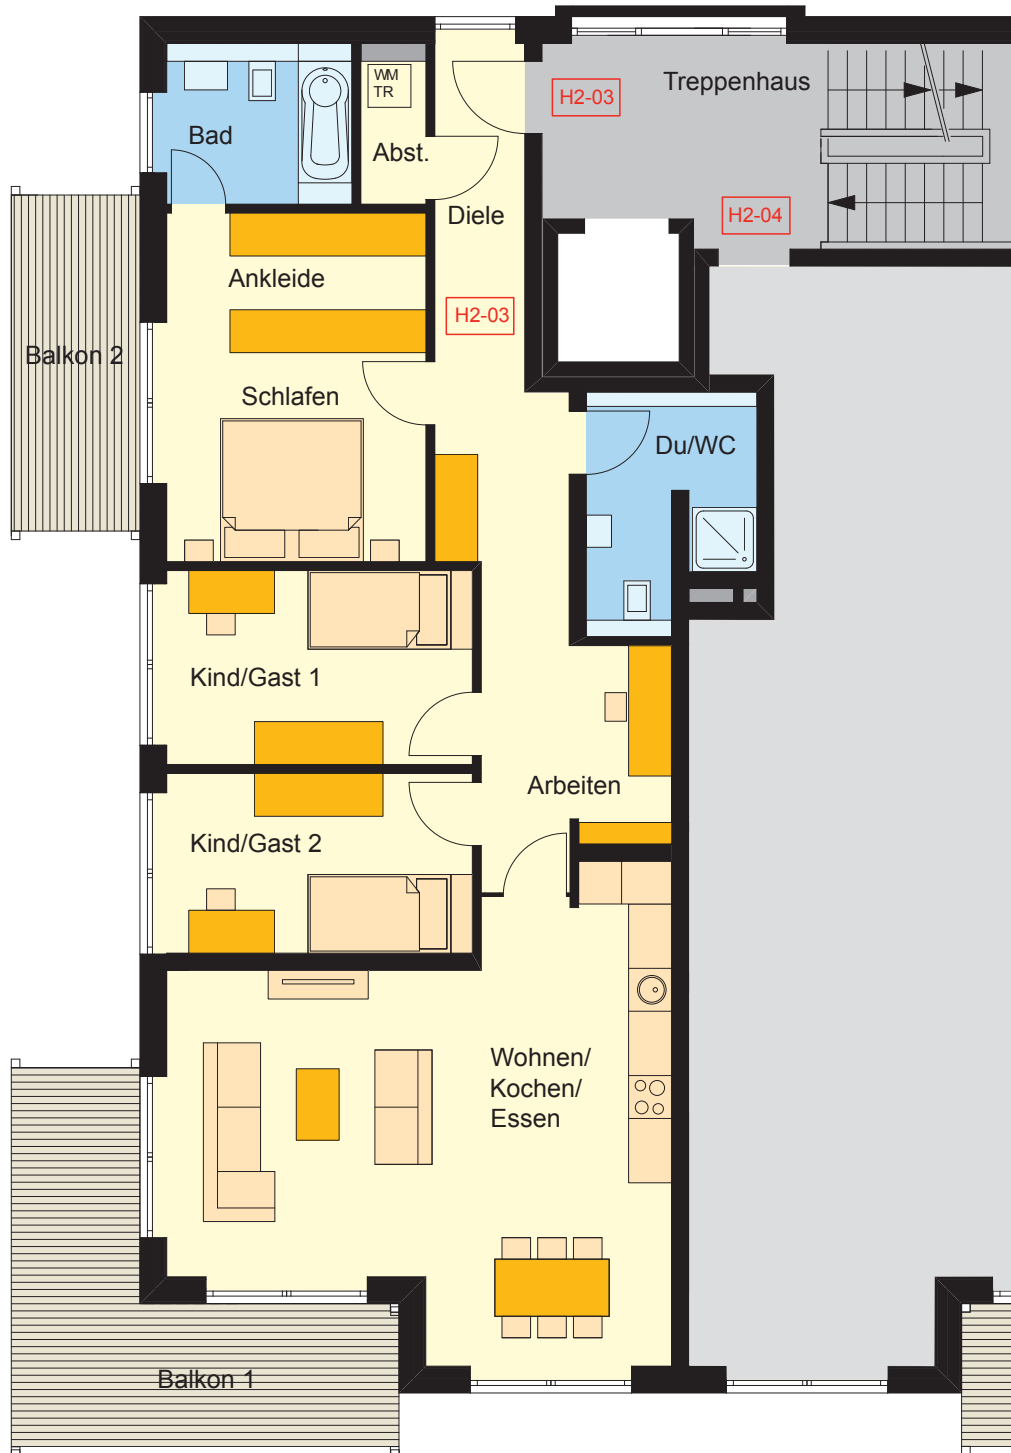 Treppenhaus
WM
TR
H2-03
Bad
Abst.
Diele
H2-04
Ankleide
H2-03
Balkon 2
Schlafen
Du/WC
Kind/Gast 1
Arbeiten
Kind/Gast 2
Wohnen/
Kochen/
Essen
Balkon 1